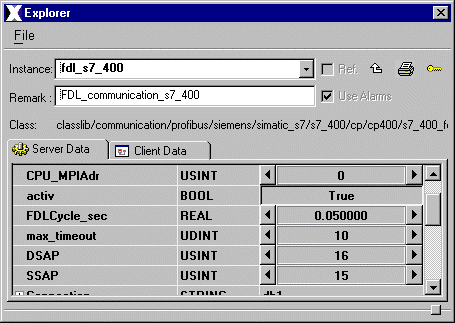 Explorer
File
Instance: fdl_s7_400 Ref.
Remark : FDL_communication_s7_400 Use Alarms
Class: classlib/communication/profibus/siemens/simatic_s7/s7_400/cp/cp400/s7_400_f
Server Data Client Data
CPU_MPIAdr USINT 0
activ BOOL True
FDLCycle_sec REAL 0.050000
max_timeout UDINT 10
DSAP USINT 16
SSAP USINT 15
Connection STRING db1